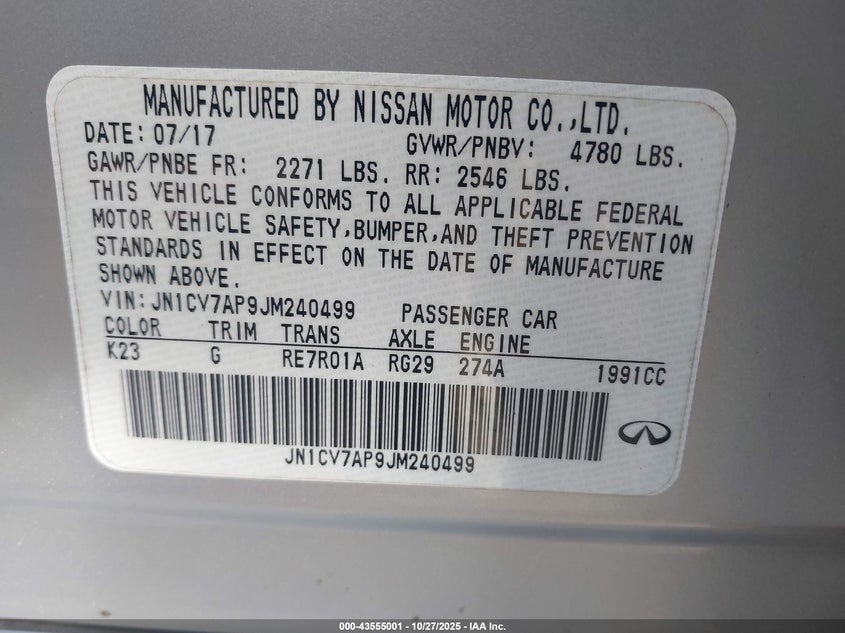 MANUFACTURED BY NISSAN MOTOR CO.,LTD.
DATE: 07/17 GVWR/PNBV: 4780 LBS.
GAWR/PNBE FR: 2271 LBS. RR: 2546 LBS.
THIS VEHICLE CONFORMS TO ALL APPLICABLE FEDERAL
MOTOR VEHICLE SAFETY,BUMPER,AND THEFT PREVENTION
STANDARDS IN EFFECT ON THE DATE OF MANUFACTURE
SHOWN ABOVE.
VIN: JN1CV7AP9JM240499 PASSENGER CAR
COLOR TRIM TRANS AXLE ENGINE
K23 G RE7R01A RG29 274A 1991CC
JN1CV7AP9JM240499
000-43555001 | 10/27/2025 - IAA Inc.